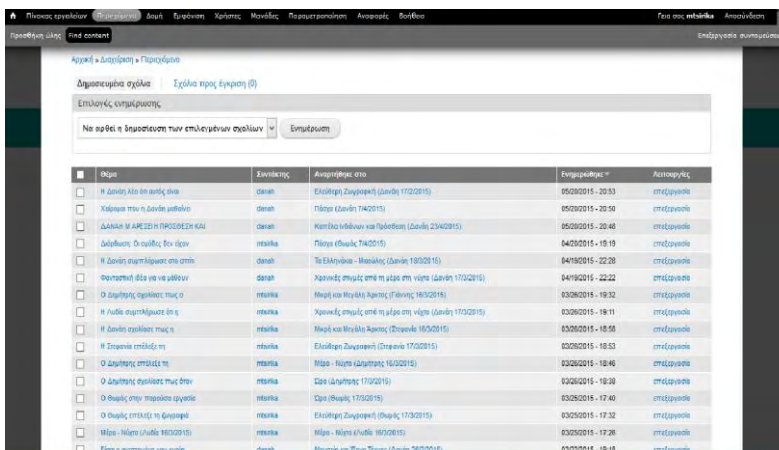 Πίνακας εργαλείων Περιεχόμενο Δομή Εμφάνιση Χρήστες Μονάδες Παραμετροποίηση Αναφορές Βοήθεια Γεια σας mtsirika Αποσύνδεση
Προσθήκη ύλης Find content Επεξεργασία συντομεύσεων
Αρχική » Διαχείριση » Περιεχόμενο
Δημοσιευμένα σχόλια Σχόλια προς έγκριση (0)
Επιλογές ενημέρωσης
Να αρθεί η δημοσίευση των επιλεγμένων σχολίων Ενημέρωση
Θέμα Συντάκτης Αναρτήθηκε στο Ενημερώθηκε Λειτουργίες
Η Δανάη λέει ότι αυτός είναι danah Ελεύθερη Ζωγραφική (Δανάη 17/2/2015) 05/20/2015 - 20:53 επεξεργασία
Χαίρομαι που η Δανάη μαθαίνει danah Πάσχα (Δανάη 7/4/2015) 05/20/2015 - 20:50 επεξεργασία
ΔΑΝΑΗ Μ ΑΡΕΣΕΙ Η ΠΡΟΣΘΕΣΗ ΚΑΙ danah Καπέλα Ινδιάνων και Πρόσθεση (Δανάη 23/4/2015) 05/20/2015 - 20:48 επεξεργασία
Διόρθωση: Οι ομάδες δεν είχαν mtsirika Πάσχα (Θωμάς 7/4/2015) 04/20/2015 - 19:19 επεξεργασία
Η Δανάη συμπλήρωσε στο σπίτι danah Τα Ελληνάκια - Μασώλης (Δανάη 18/3/2015) 04/19/2015 - 22:28 επεξεργασία
Φανταστική ιδέα για να μάθουν danah Χρονικές στιγμές από τη μέρα στη νύχτα (Δανάη 17/3/2015) 04/19/2015 - 22:22 επεξεργασία
Ο Δημήτρης σχολίασε πως ο mtsirika Μικρή και Μεγάλη Άρκτος (Γιάννης 16/3/2015) 03/26/2015 - 19:32 επεξεργασία
Η Λυδία συμπλήρωσε ότι η mtsirika Χρονικές στιγμές από τη μέρα στη νύχτα (Δανάη 17/3/2015) 03/26/2015 - 19:11 επεξεργασία
Η Δανάη σχολίασε πως η mtsirika Μικρή και Μεγάλη Άρκτος (Στεφανία 16/3/2015) 03/26/2015 - 18:58 επεξεργασία
Η Στεφανία επέλεξε τη mtsirika Ελεύθερη Ζωγραφική (Στεφανία 17/3/2015) 03/26/2015 - 18:53 επεξεργασία
Ο Δημήτρης επέλεξε τη mtsirika Μέρα - Νύχτα (Δημήτρης 16/3/2015) 03/26/2015 - 18:46 επεξεργασία
Ο Δημήτρης σχολίασε πως όταν mtsirika Ώρα (Δημήτρης 17/3/2015) 03/26/2015 - 18:38 επεξεργασία
Ο Θωμάς στην παρούσα εργασία mtsirika Ώρα (Θωμάς 17/3/2015) 03/25/2015 - 17:40 επεξεργασία
Ο Θωμάς επέλεξε τη ζωγραφιά mtsirika Ελεύθερη Ζωγραφική (Θωμάς 17/3/2015) 03/25/2015 - 17:32 επεξεργασία
Μέρα - Νύχτα (Λυδία 16/3/2015) mtsirika Μέρα - Νύχτα (Λυδία 16/3/2015) 03/25/2015 - 17:26 επεξεργασία